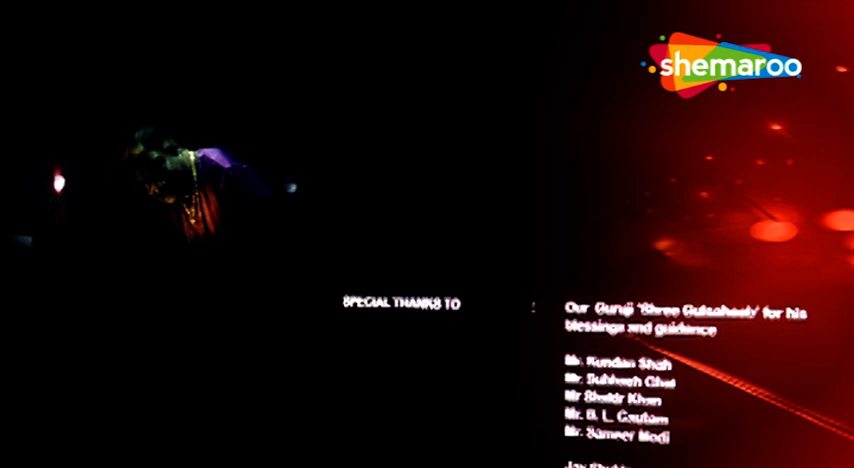 shemaroo
SPECIAL THANKS TO :
Our Guruji 'Shree' for his
blessings and guidance
Mr. Kundan Shah
Mr. Subhash Ghai
Mr Shabir Khan
Mr. B. L. Gautam
Mr. Sameer Modi
Jay